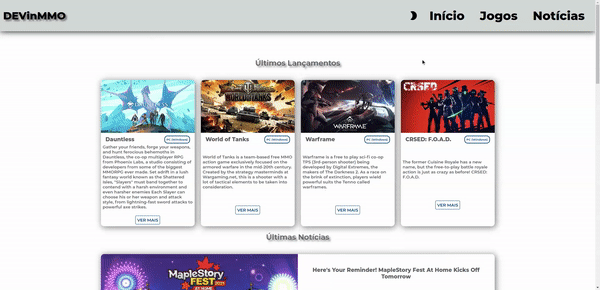 DEVinMMO
Início Jogos Notícias
Últimos Lançamentos
Dauntless PC (Windows)
Gather your friends, forge your weapons,
and hunt ferocious behemoths in
Dauntless, the co-op multiplayer RPG
from Phoenix Labs, a studio consisting of
developers from some of the biggest
MMORPG ever made. Set adrift in a lush
fantasy world known as the Shattered
Isles, "Slayers" must band together to
contend with a harsh environment and
even harsher enemies Each Slayer can
choose his or her weapon and attack
style, from lightning-fast sword attacks to
powerful axe strikes.
VER MAIS
WORLD OF TANKS
World of Tanks PC (Windows)
World of Tanks is a team-based free MMO
action game exclusively focused on the
armored warfare in the mid-20th century.
Created by the strategy masterminds at
Wargaming.net, this is a shooter with a
lot of tactical elements to be taken into
consideration.
VER MAIS
WARFRAME
Warframe PC (Windows)
Warframe is a free to play sci-fi co-op
TPS (third person shooter) being
developed by Digital Extremes, the
makers of The Darkness 2. As a race on
the brink of extinction, players wield
powerful suits the Tenno called
warframes.
VER MAIS
CRSED
CRSED: F.O.A.D. PC (Windows)
The former Cuisine Royale has a new
name, but the free-to-play battle royale
action is just as crazy as before! CRSED:
F.O.A.D.
VER MAIS
Últimas Notícias
MapleStory
FEST
AT HOME 2021
Here's Your Reminder! MapleStory Fest At Home Kicks Off
Tomorrow